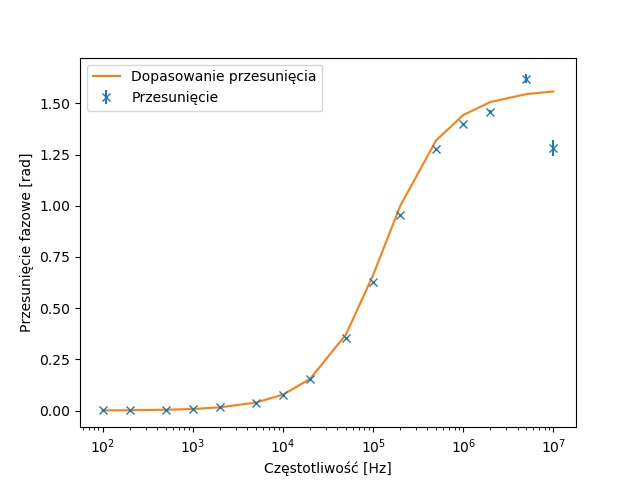 Dopasowanie przesunięcia
Przesunięcie
1.50
1.25
1.00
0.75
0.50
0.25
0.00
Przesunięcie fazowe [rad]
10² 10³ 10⁴ 10⁵ 10⁶ 10⁷
Częstotliwość [Hz]